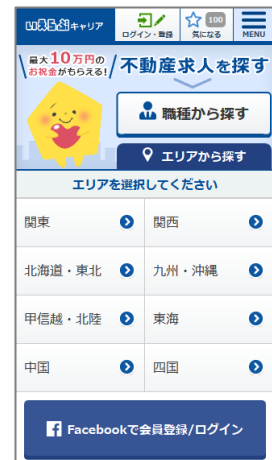 いえらぶキャリア
ログイン・登録
100
気になる
MENU
最大10万円の
お祝金がもらえる!
不動産求人を探す
職種から探す
エリアから探す
エリアを選択してください
関東
関西
北海道・東北
九州・沖縄
甲信越・北陸
東海
中国
四国
Facebookで会員登録/ログイン